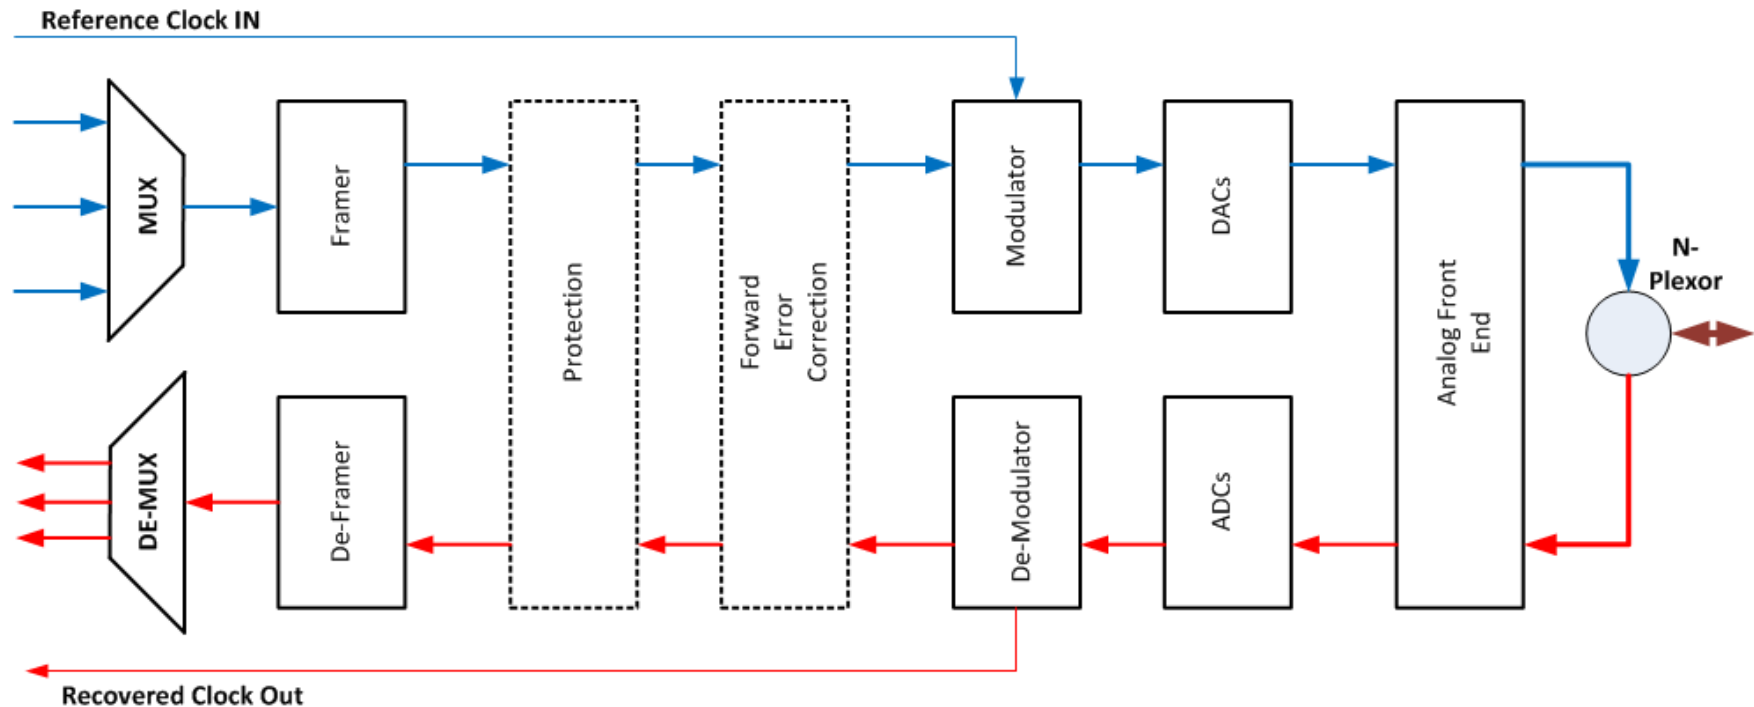 Reference Clock IN
MUX
Framer
Protection
Forward
Error
Correction
Modulator
DACs
Analog Front
End
N-
Plexor
DE-MUX
De-Framer
De-Modulator
ADCs
Recovered Clock Out